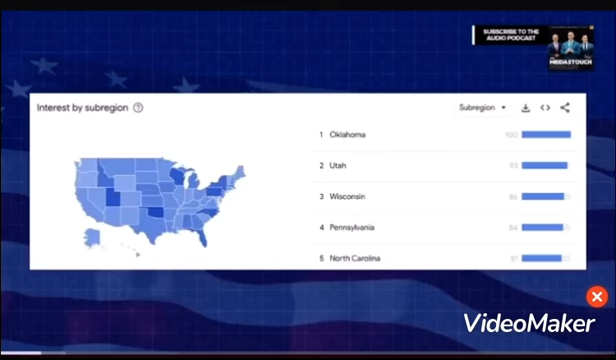 SUBSCRIBE TO THE
AUDIO PODCAST
MEIDASTOUCH
Interest by subregion
Subregion
1 Oklahoma 100
2 Utah 93
3 Wisconsin 86
4 Pennsylvania 84
5 North Carolina 81
VideoMaker